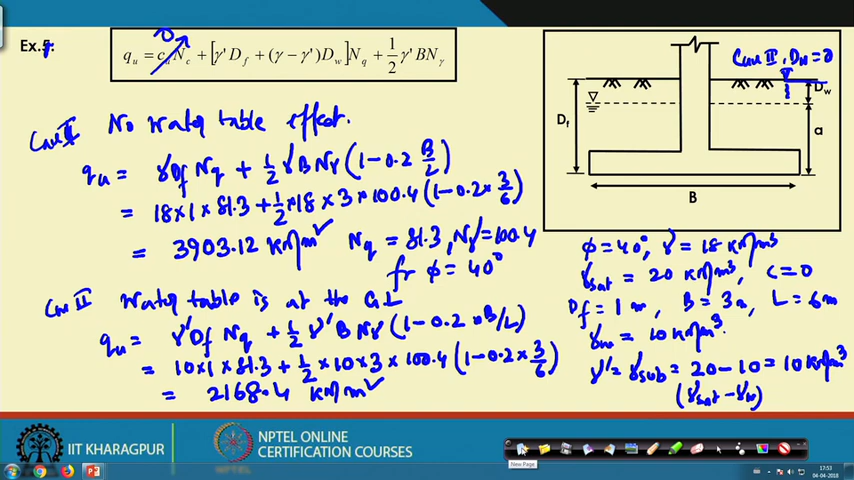 Ex.5:
0
q_u = c_u N_c + [γ' D_f + (γ − γ') D_w] N_q + 1/2 γ' B N_γ
Case II, D_w = 0
D_w
D_f
a
B
No water table effect.
q_u = γ D_f N_q + 1/2 γ B N_γ (1 − 0.2 B/L)
= 18 × 1 × 81.3 + 1/2 × 18 × 3 × 100.4 (1 − 0.2 × 3/6)
= 3903.12 kN/m²
N_q = 81.3, N_γ = 100.4
for φ = 40°
Case II Water table is at the GL
q_u = γ' D_f N_q + 1/2 γ' B N_γ (1 − 0.2 × B/L)
= 10 × 1 × 81.3 + 1/2 × 10 × 3 × 100.4 (1 − 0.2 × 3/6)
= 2168.4 kN/m²
φ = 40°, γ = 18 kN/m³
γ_sat = 20 kN/m³, c = 0
D_f = 1 m, B = 3 m, L = 6 m
γ_w = 10 kN/m³.
γ' = γ_sub = 20 − 10 = 10 kN/m³
(γ_sat − γ_w)
IIT KHARAGPUR
NPTEL ONLINE
CERTIFICATION COURSES
New Page
17:53
04-04-2018